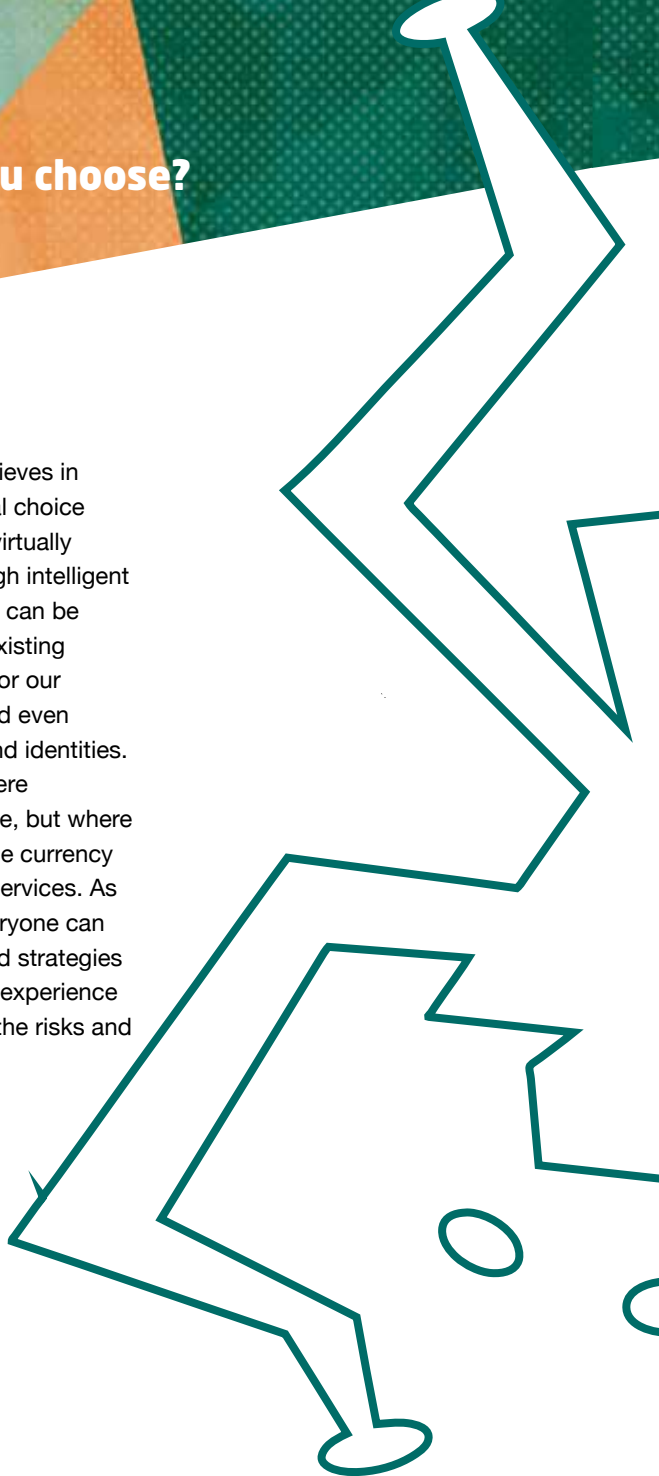 u choose?
ieves in
l choice
virtually
gh intelligent
can be
xisting
or our
d even
nd identities.
ere
e, but where
e currency
ervices. As
ryone can
d strategies
experience
the risks and